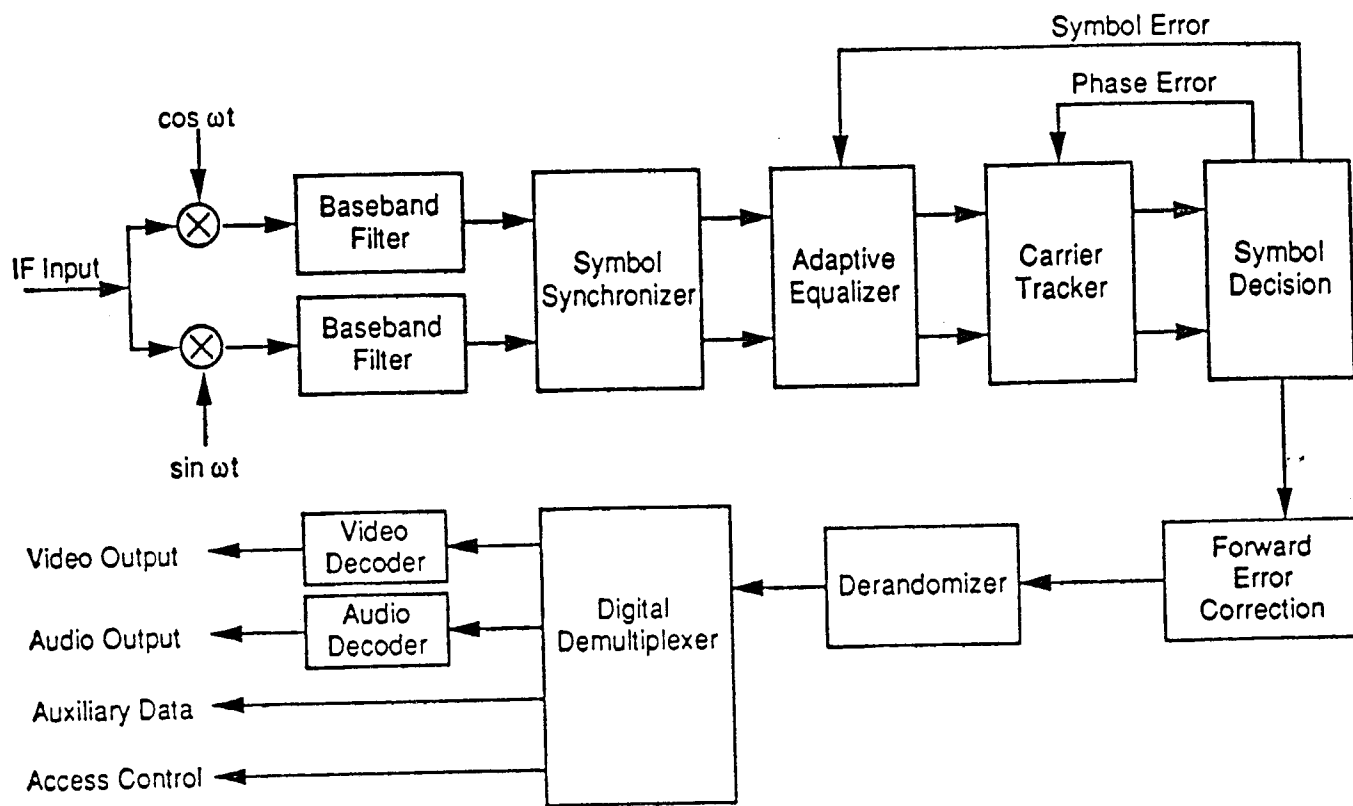 Symbol Error
Phase Error
cos ωt
Baseband
Filter
IF Input
Symbol
Synchronizer
Adaptive
Equalizer
Carrier
Tracker
Symbol
Decision
Baseband
Filter
sin ωt
Video Output
Video
Decoder
Audio Output
Audio
Decoder
Digital
Demultiplexer
Derandomizer
Forward
Error
Correction
Auxiliary Data
Access Control